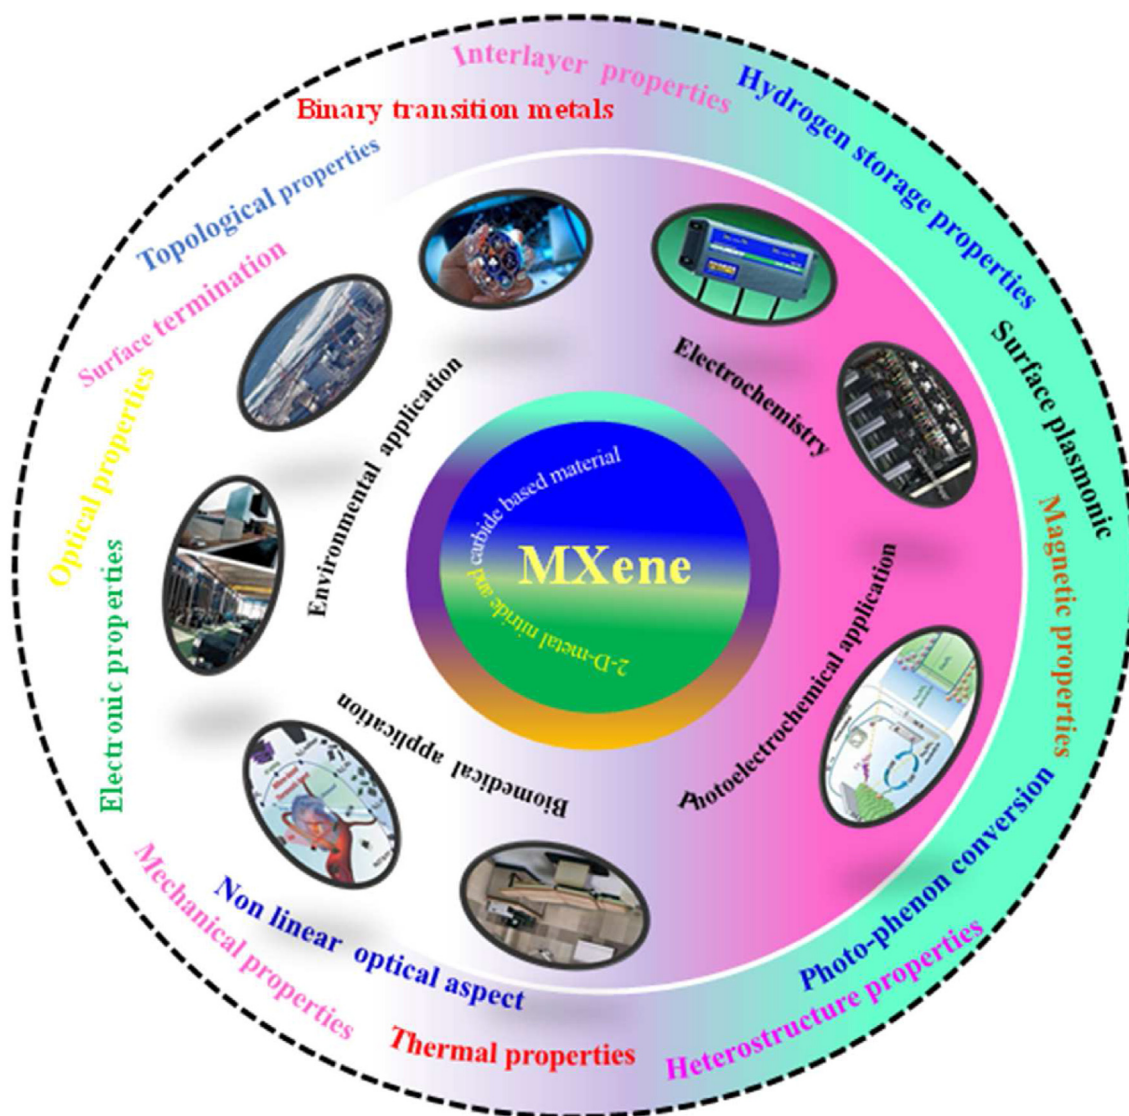 Interlayer properties
Hydrogen storage properties
Binary transition metals
Topological properties
Surface termination
Surface plasmonic
Optical properties
Magnetic properties
Electronic properties
Photo-phenon conversion
Mechanical properties
Non linear optical aspect
Heterostructure properties
Thermal properties
Electrochemistry
Environmental application
Photoelectrochemical application
Biomedical application
MXene
2-D-metal nitride and carbide based material